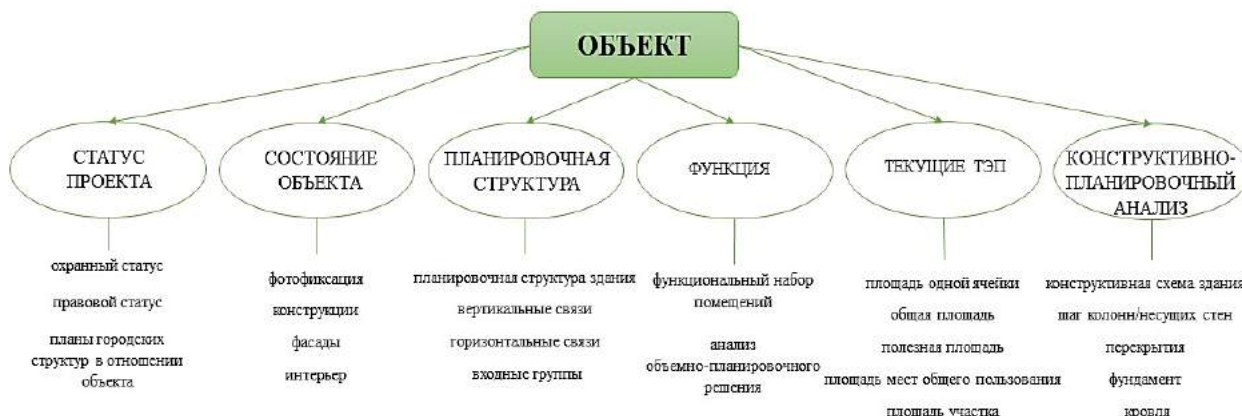 ОБЪЕКТ
СТАТУС
ПРОЕКТА
охранный статус
правовой статус
планы городских
структур в отношении
объекта
СОСТОЯНИЕ
ОБЪЕКТА
фотофиксация
конструкции
фасады
интерьер
ПЛАНИРОВОЧНАЯ
СТРУКТУРА
планировочная структура здания
вертикальные связи
горизонтальные связи
входные группы
ФУНКЦИЯ
функциональный набор
помещений
анализ
объемно-планировочного
решения
ТЕКУЩИЕ ТЭП
площадь одной ячейки
общая площадь
полезная площадь
площадь мест общего пользования
площадь участка
КОНСТРУКТИВНО-
ПЛАНИРОВОЧНЫЙ
АНАЛИЗ
конструктивная схема здания
шаг колонн/несущих стен
перекрытия
фундамент
кровля